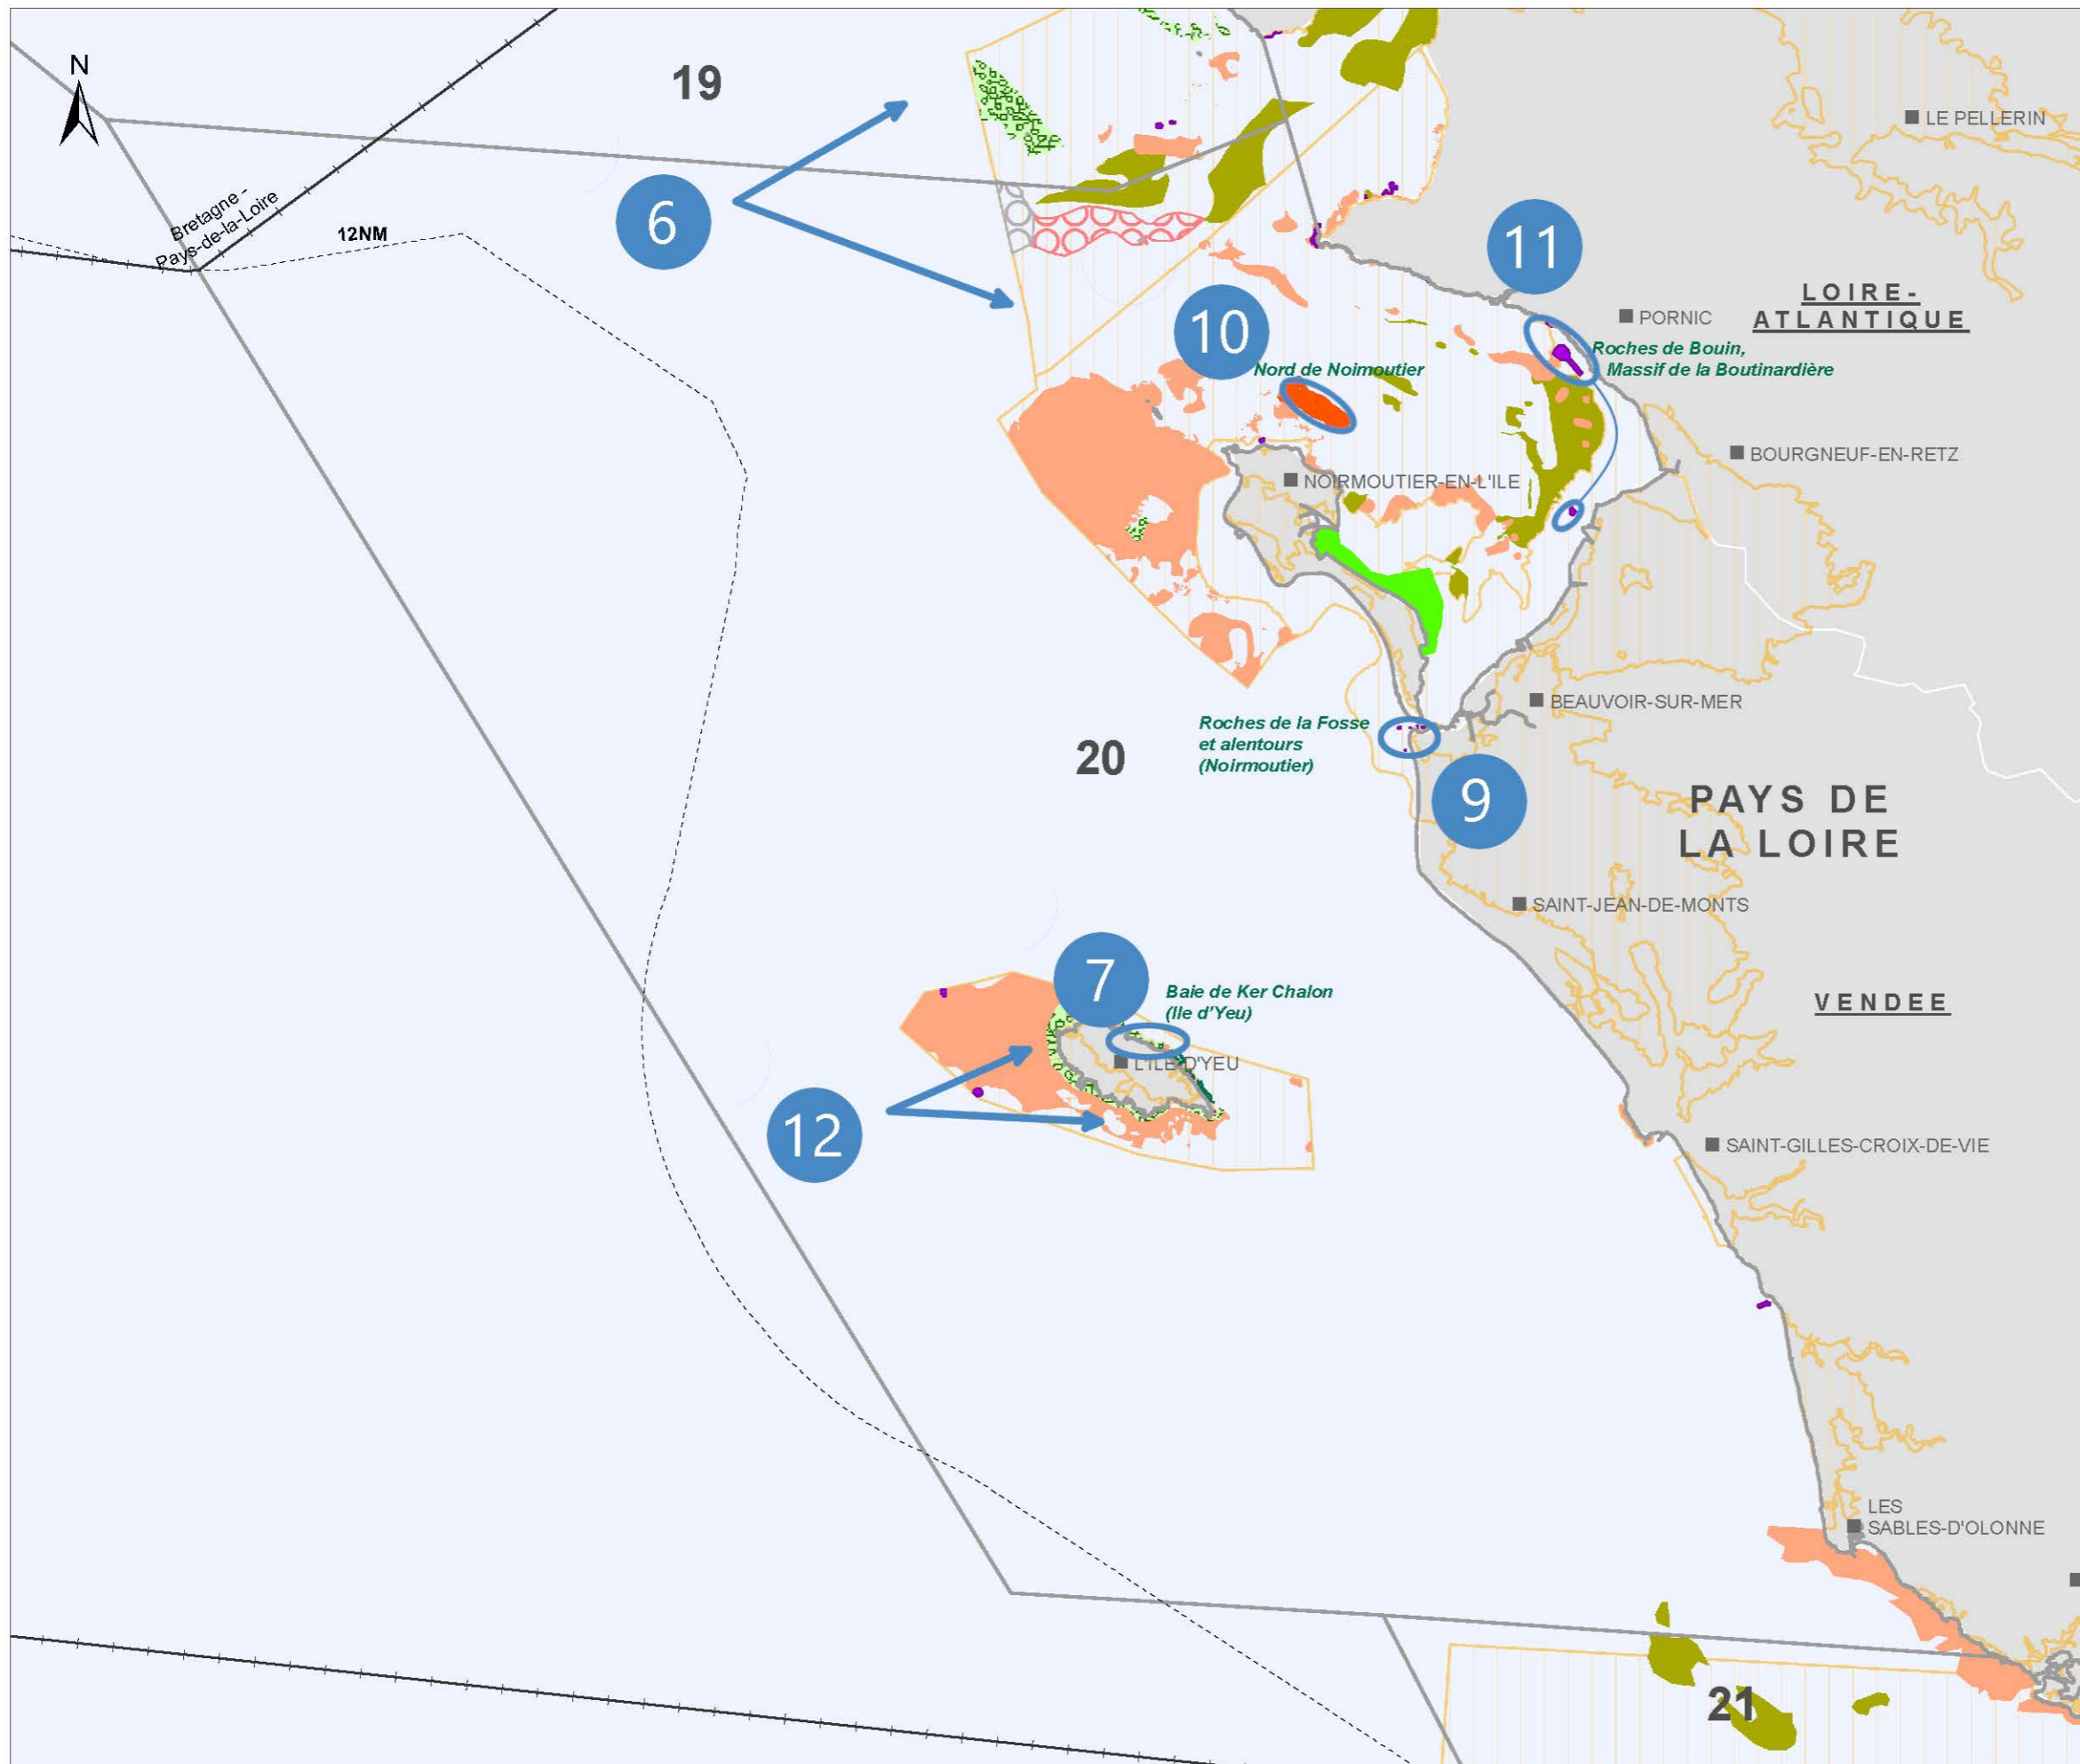 N
19
LE PELLERIN
Bretagne -
Pays-de-la-Loire
12NM
6
11
LOIRE-
ATLANTIQUE
PORNIC
10
Roches de Bouin,
Massif de la Boutinardière
Nord de Noimoutier
BOURGNEUF-EN-RETZ
NOIRMOUTIER-EN-L'ILE
BEAUVOIR-SUR-MER
Roches de la Fosse
et alentours
(Noirmoutier)
20
9
PAYS DE
LA LOIRE
SAINT-JEAN-DE-MONTS
7
Baie de Ker Chalon
(Ile d'Yeu)
VENDEE
L'ILE-D'YEU
12
SAINT-GILLES-CROIX-DE-VIE
LES
SABLES-D'OLONNE
21